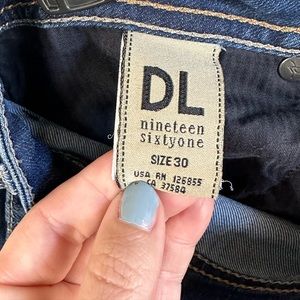 DL
nineteen
sixtyone
SIZE 30
USA RN 126855
CA 37584